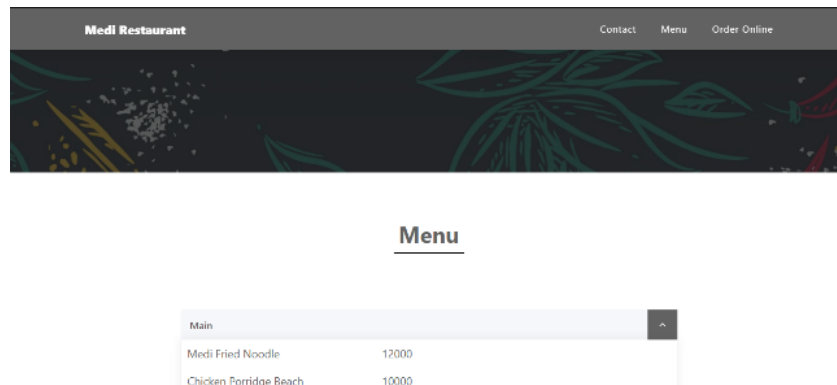 Medi Restaurant Contact Menu Order Online
Menu
Main
Medi Fried Noodle 12000
Chicken Porridge Beach 10000